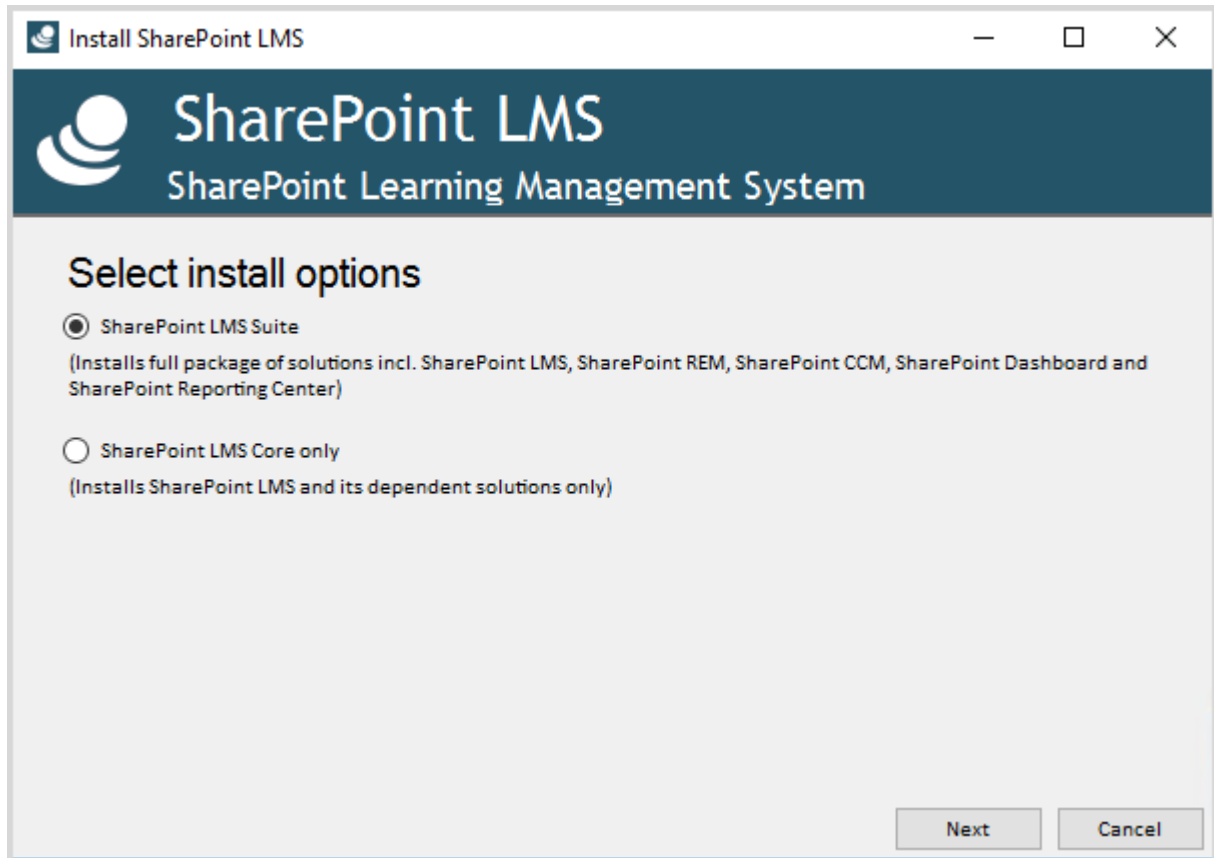 Install SharePoint LMS
SharePoint LMS
SharePoint Learning Management System
Select install options
SharePoint LMS Suite
(Installs full package of solutions incl. SharePoint LMS, SharePoint REM, SharePoint CCM, SharePoint Dashboard and
SharePoint Reporting Center)
SharePoint LMS Core only
(Installs SharePoint LMS and its dependent solutions only)
Next
Cancel